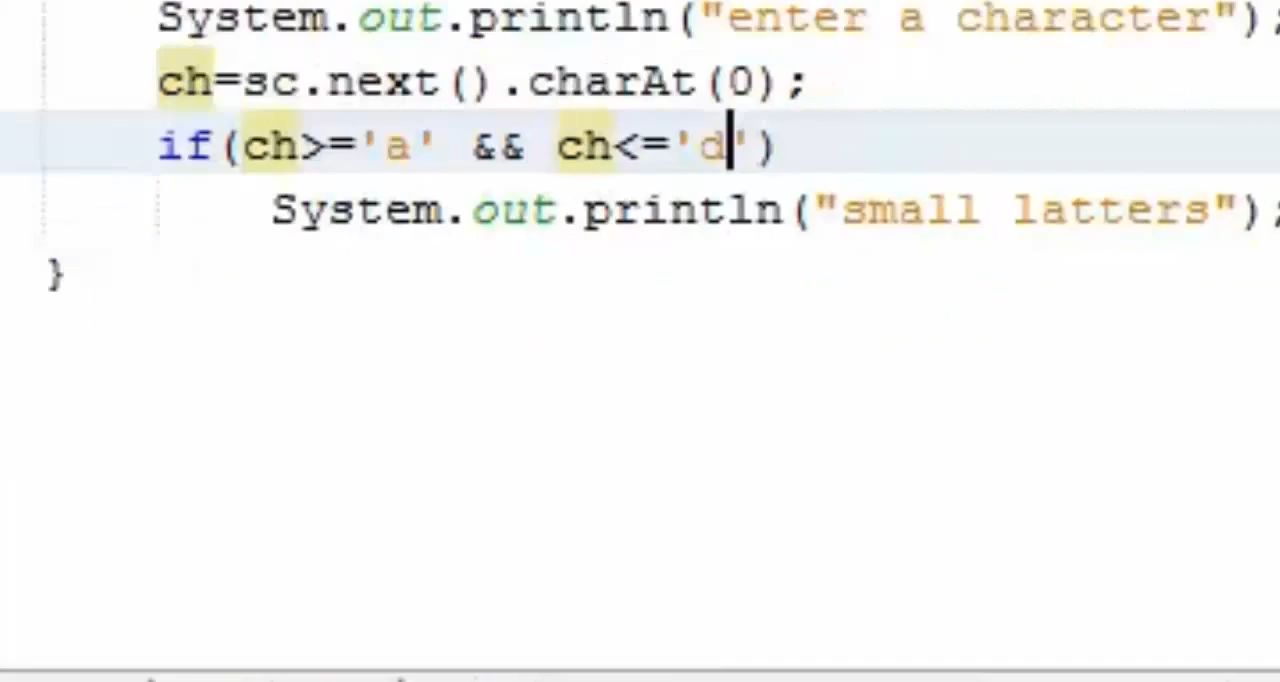 System.out.println("enter a character");
ch=sc.next().charAt(0);
if(ch>='a' && ch<='d')
System.out.println("small latters");
}